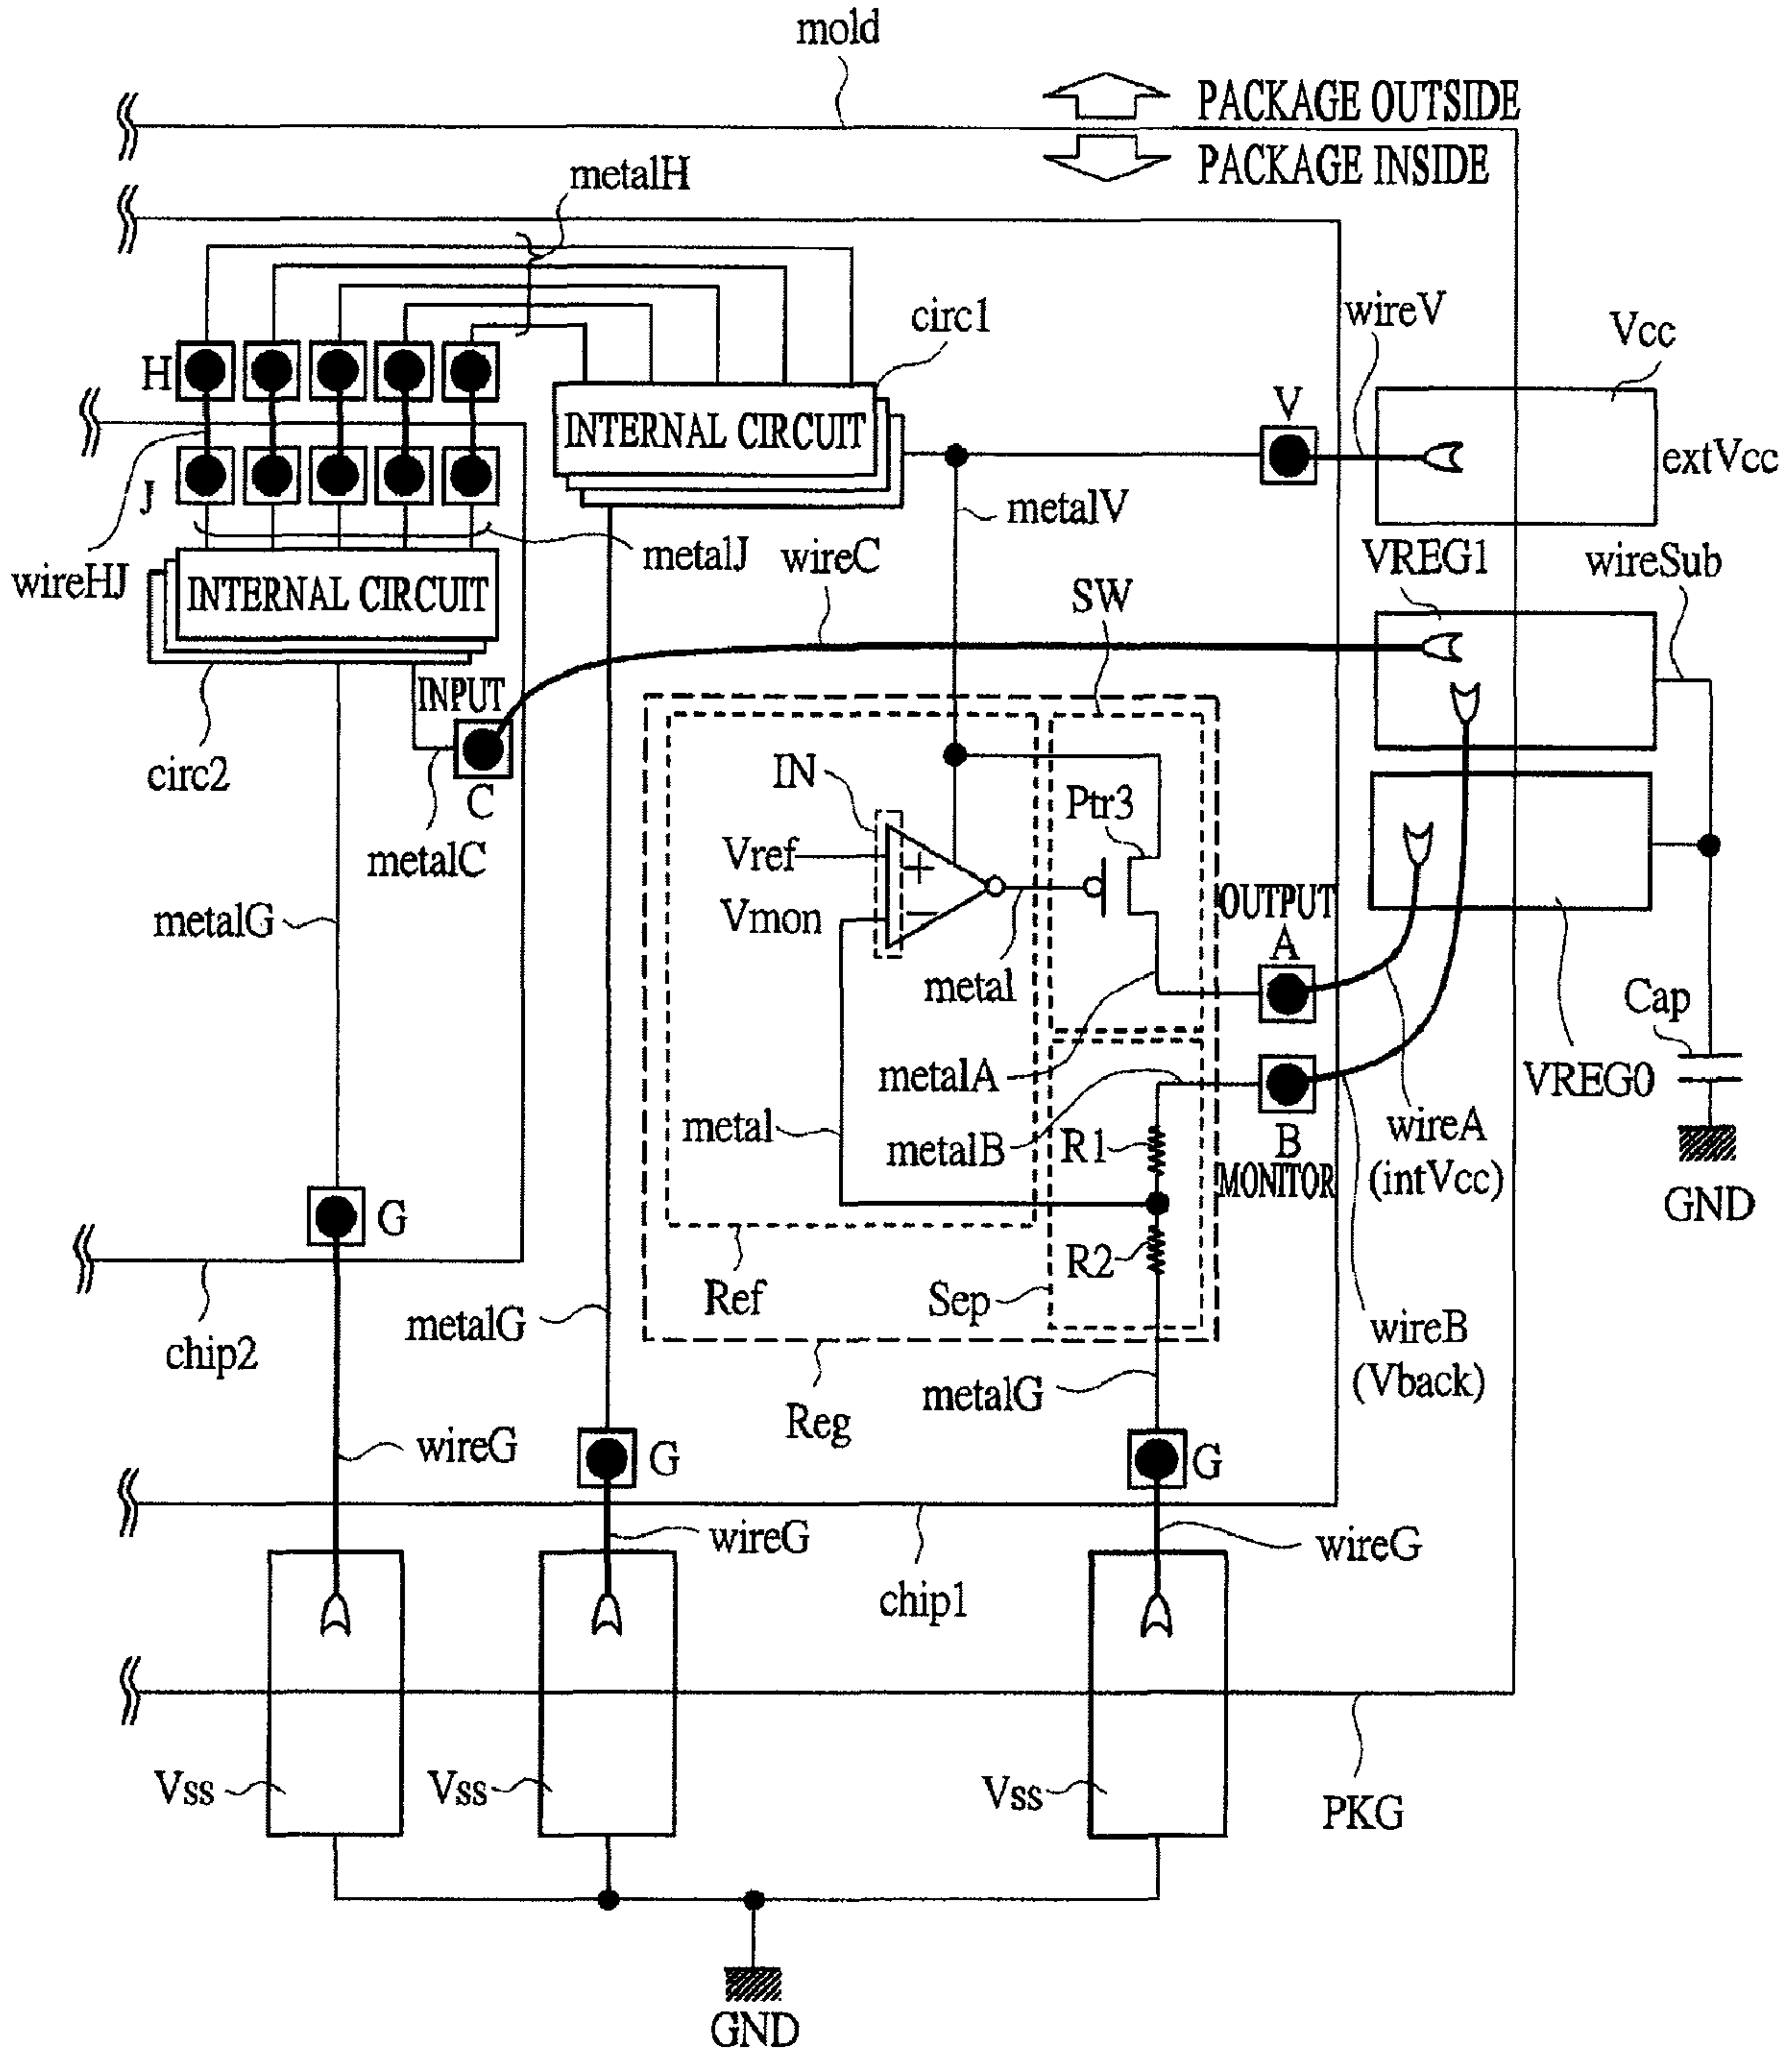 mold
PACKAGE OUTSIDE
PACKAGE INSIDE
metalH
circ1
wireV
Vcc
H
V
INTERNAL CIRCUIT
extVcc
J
metalV
metalJ
wireC
VREG1
wireSub
wireHJ
INTERNAL CIRCUIT
SW
INPUT
circ2
C
IN
Ptr3
metalC
Vref
+
Vmon
−
OUTPUT
A
metalG
metal
Cap
metalA
VREG0
metal
metalB
R1
B
MONITOR
wireA
(intVcc)
GND
G
R2
Ref
Sep
metalG
wireB
(Vback)
chip2
metalG
Reg
wireG
G
G
wireG
wireG
chip1
Vss
Vss
Vss
PKG
GND